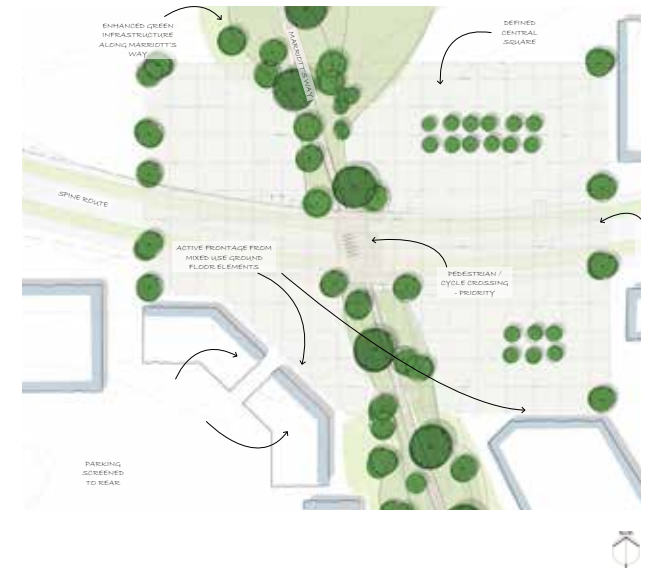 ENHANCED GREEN
INFRASTRUCTURE
ALONG MARRIOTT'S
WAY
MARRIOTT'S WAY
DEFINED
CENTRAL
SQUARE
SPINE ROUTE
ACTIVE FRONTAGE FROM
MIXED USE GROUND
FLOOR ELEMENTS
PEDESTRIAN /
CYCLE CROSSING
- PRIORITY
PARKING
SCREENED
TO REAR